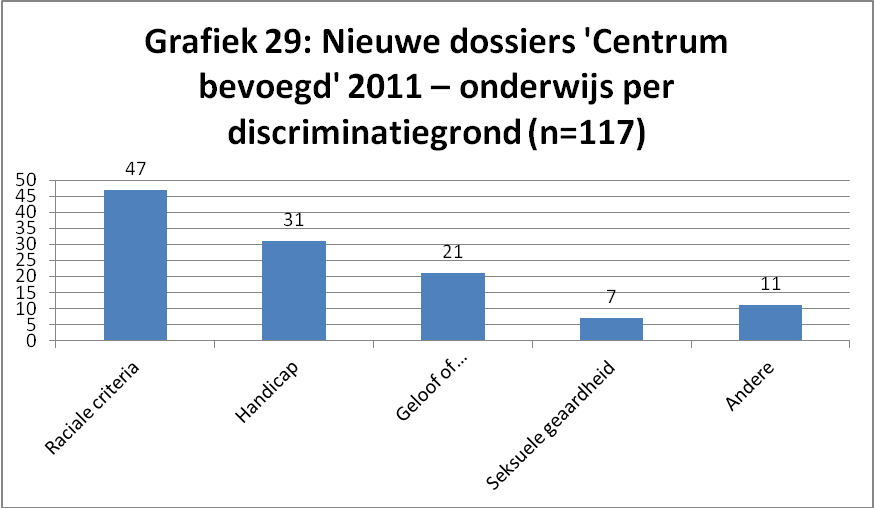 Grafiek 29: Nieuwe dossiers 'Centrum
bevoegd' 2011 – onderwijs per
discriminatiegrond (n=117)
47
31
21
7
11
50
45
40
35
30
25
20
15
10
5
0
Raciale criteria
Handicap
Geloof of...
Seksuele geaardheid
Andere